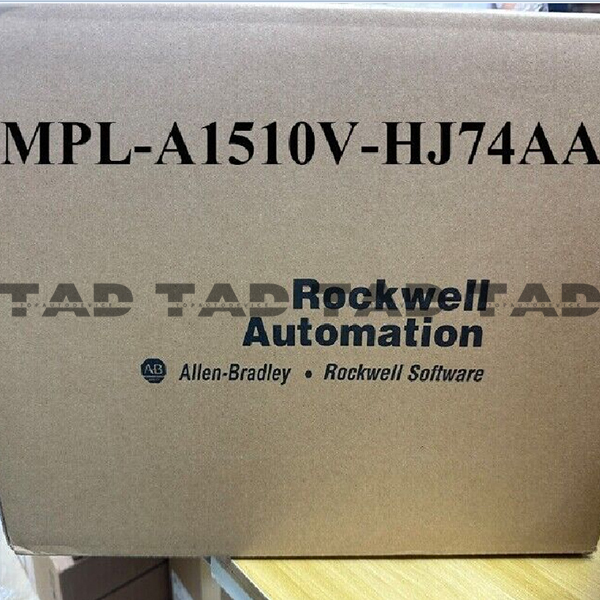 MPL-A1510V-HJ74AA
TAD TAD TAD TAD
Rockwell
Automation
AB Allen-Bradley • Rockwell Software